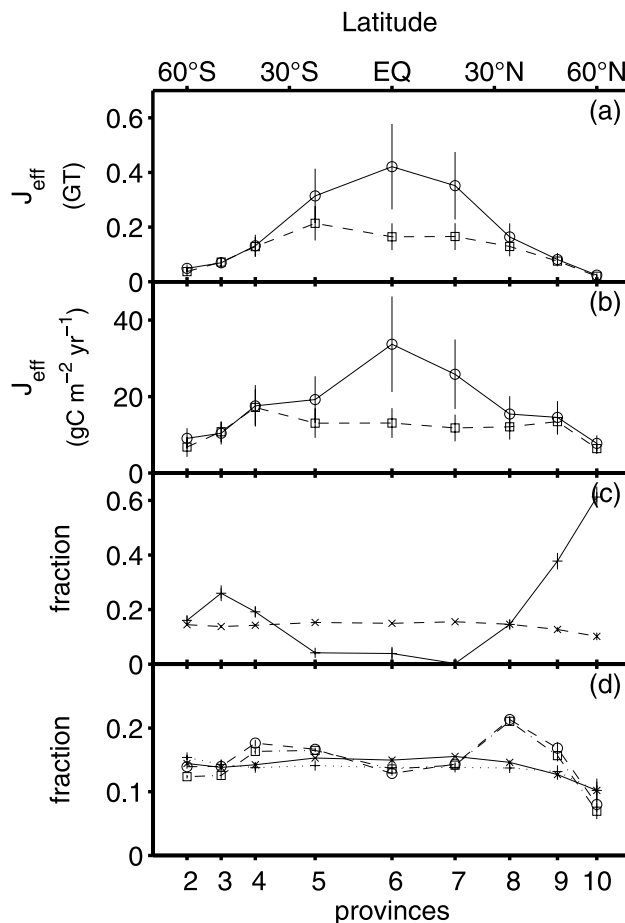 Latitude
60°S 30°S EQ 30°N 60°N
(a)
0.6
0.4
0.2
0
J_eff
(GT)
(b)
40
20
0
J_eff
(gC m⁻² yr⁻¹)
(c)
0.6
0.4
0.2
0
fraction
(d)
0.2
0.1
0
fraction
2 3 4 5 6 7 8 9 10
provinces